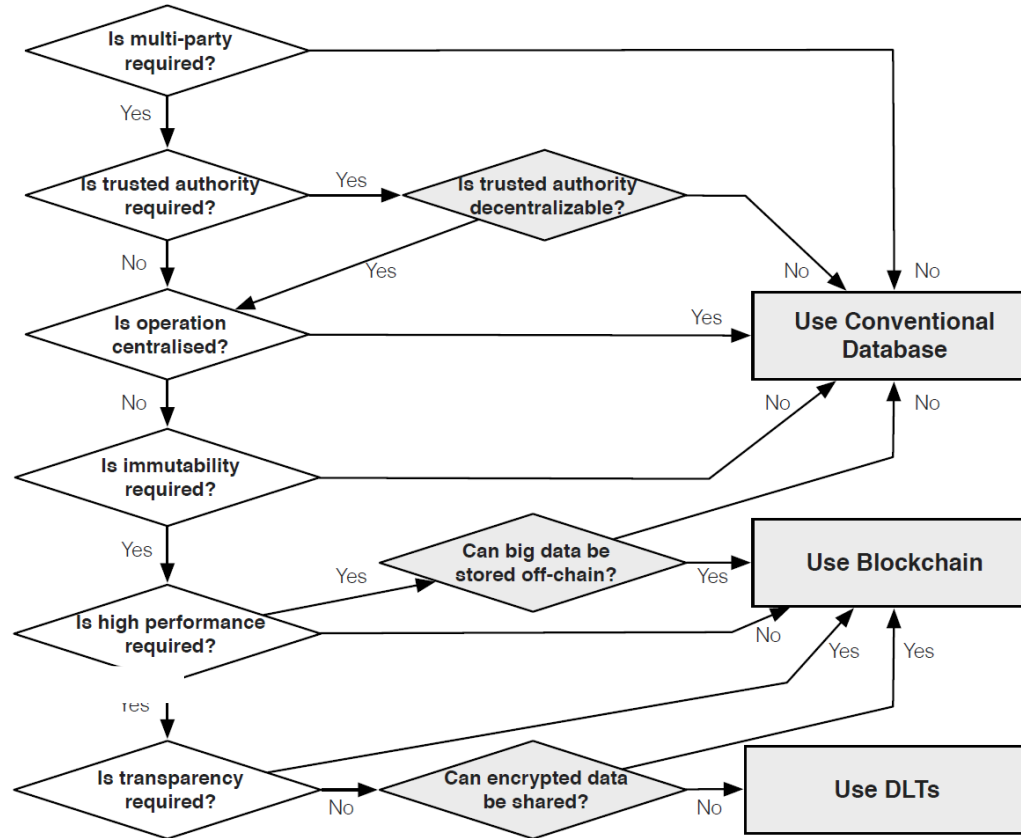 Is multi-party
required?
Yes
No
Is trusted authority
required?
Yes
Is trusted authority
decentralizable?
No
No
Yes
Is operation
centralised?
Yes
Use Conventional
Database
No
No
Is immutability
required?
Yes
Can big data be
stored off-chain?
Yes
Yes
Use Blockchain
Is high performance
required?
No
Yes
Yes
Yes
Is transparency
required?
No
Can encrypted data
be shared?
No
Use DLTs